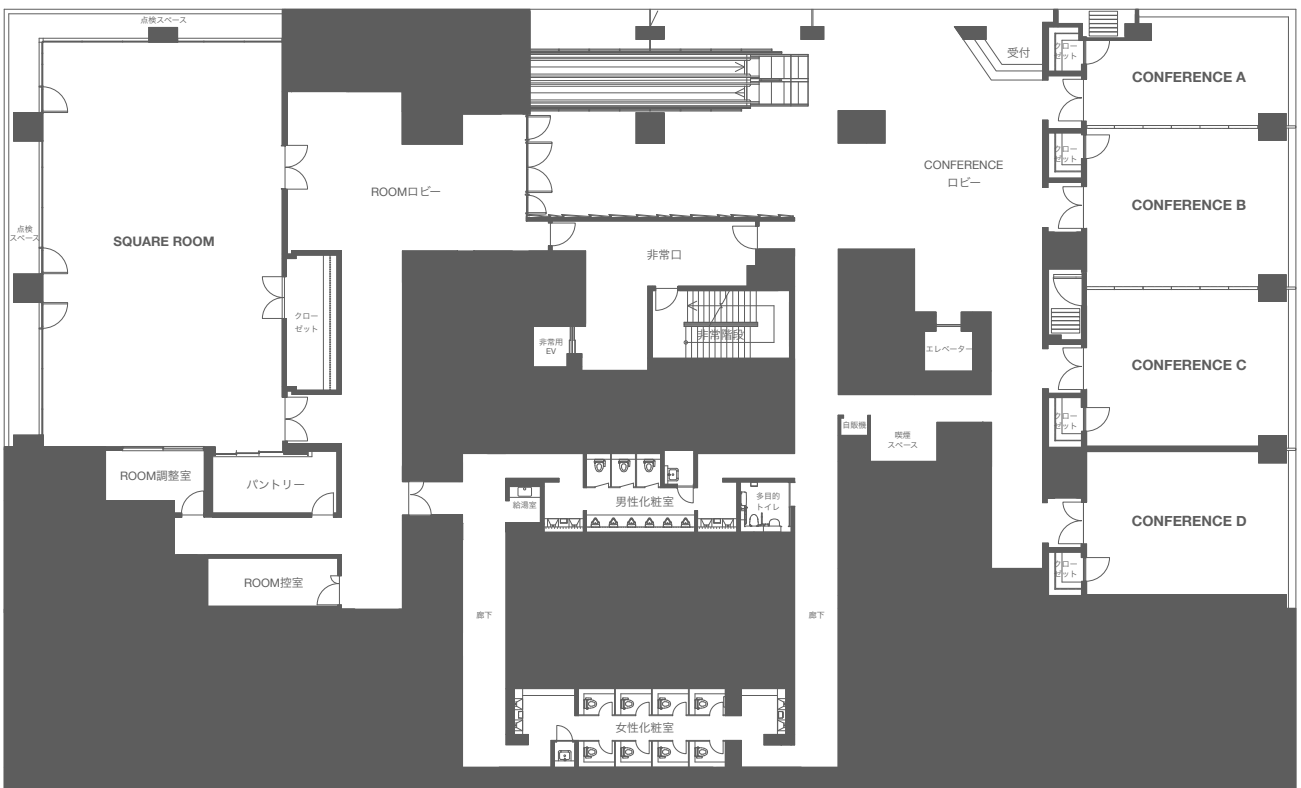 点検スペース
受付
クロー
ゼット
CONFERENCE A
クロー
ゼット
CONFERENCE
ロビー
ROOMロビー
CONFERENCE B
点検
スペース
SQUARE ROOM
非常口
クロー
ゼット
非常階段
非常用
EV
エレベーター
CONFERENCE C
クロー
ゼット
自販機
喫煙
スペース
ROOM調整室
パントリー
給湯室
男性化粧室
多目的
トイレ
CONFERENCE D
クロー
ゼット
ROOM控室
廊下
廊下
女性化粧室